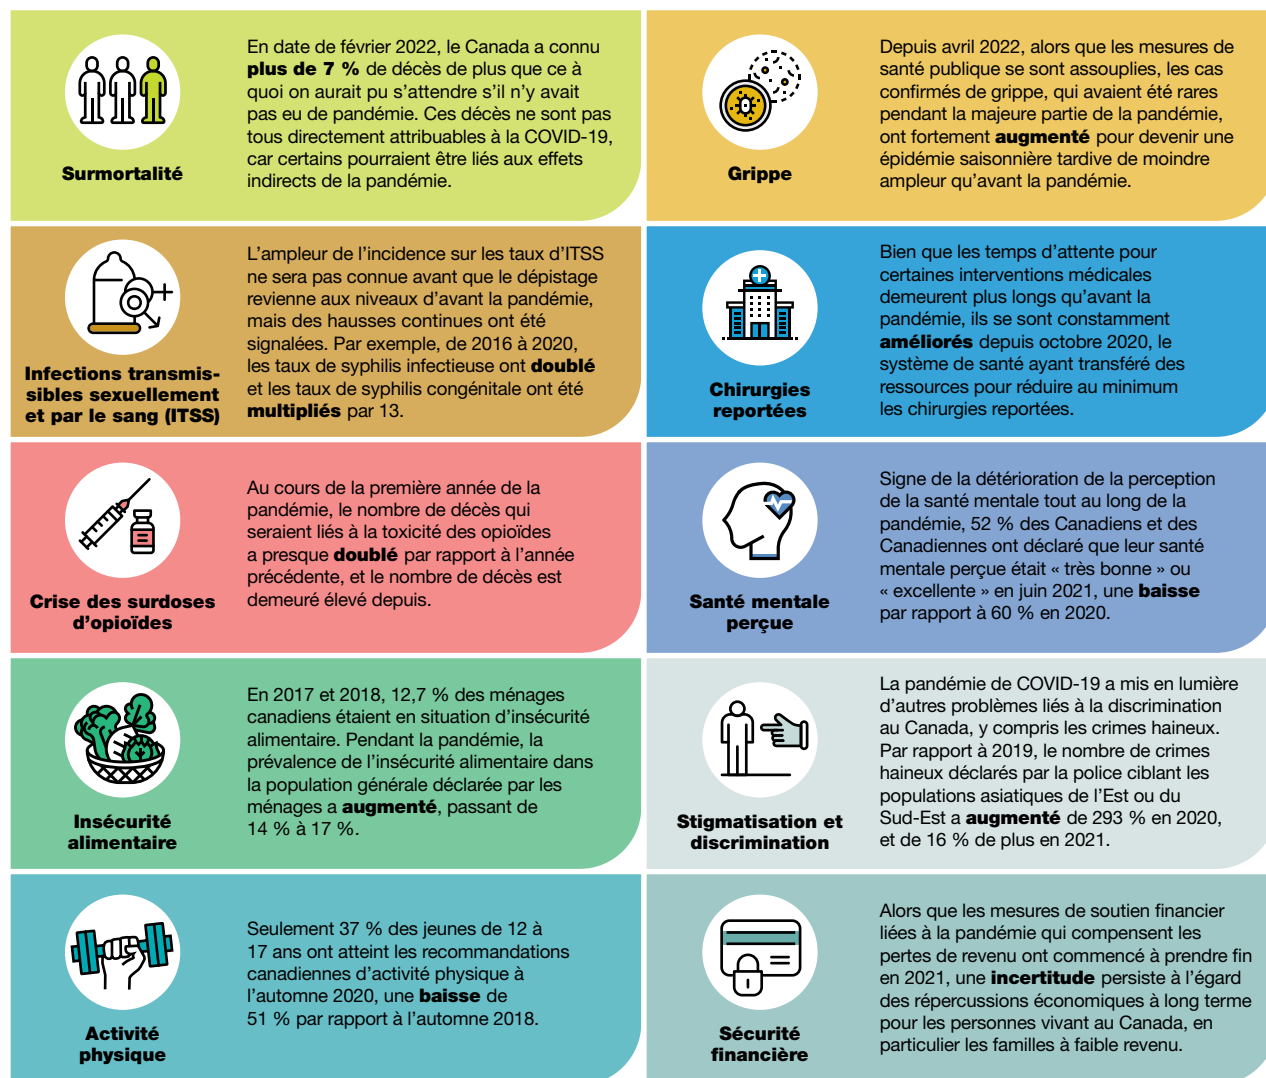 Surmortalité
En date de février 2022, le Canada a connu
plus de 7 % de décès de plus que ce à
quoi on aurait pu s’attendre s’il n’y avait
pas eu de pandémie. Ces décès ne sont pas
tous directement attribuables à la COVID-19,
car certains pourraient être liés aux effets
indirects de la pandémie.
Grippe
Depuis avril 2022, alors que les mesures de
santé publique se sont assouplies, les cas
confirmés de grippe, qui avaient été rares
pendant la majeure partie de la pandémie,
ont fortement augmenté pour devenir une
épidémie saisonnière tardive de moindre
ampleur qu’avant la pandémie.
Infections transmis-
sibles sexuellement
et par le sang (ITSS)
L’ampleur de l’incidence sur les taux d’ITSS
ne sera pas connue avant que le dépistage
revienne aux niveaux d’avant la pandémie,
mais des hausses continues ont été
signalées. Par exemple, de 2016 à 2020,
les taux de syphilis infectieuse ont doublé
et les taux de syphilis congénitale ont été
multipliés par 13.
Chirurgies
reportées
Bien que les temps d’attente pour
certaines interventions médicales
demeurent plus longs qu’avant la
pandémie, ils se sont constamment
améliorés depuis octobre 2020, le
système de santé ayant transféré des
ressources pour réduire au minimum
les chirurgies reportées.
Crise des surdoses
d’opioïdes
Au cours de la première année de la
pandémie, le nombre de décès qui
seraient liés à la toxicité des opioïdes
a presque doublé par rapport à l’année
précédente, et le nombre de décès est
demeuré élevé depuis.
Santé mentale
perçue
Signe de la détérioration de la perception
de la santé mentale tout au long de la
pandémie, 52 % des Canadiens et des
Canadiennes ont déclaré que leur santé
mentale perçue était « très bonne » ou
« excellente » en juin 2021, une baisse
par rapport à 60 % en 2020.
Insécurité
alimentaire
En 2017 et 2018, 12,7 % des ménages
canadiens étaient en situation d’insécurité
alimentaire. Pendant la pandémie, la
prévalence de l’insécurité alimentaire dans
la population générale déclarée par les
ménages a augmenté, passant de
14 % à 17 %.
Stigmatisation et
discrimination
La pandémie de COVID-19 a mis en lumière
d’autres problèmes liés à la discrimination
au Canada, y compris les crimes haineux.
Par rapport à 2019, le nombre de crimes
haineux déclarés par la police ciblant les
populations asiatiques de l’Est ou du
Sud-Est a augmenté de 293 % en 2020,
et de 16 % de plus en 2021.
Activité
physique
Seulement 37 % des jeunes de 12 à
17 ans ont atteint les recommandations
canadiennes d’activité physique à
l’automne 2020, une baisse de
51 % par rapport à l’automne 2018.
Sécurité
financière
Alors que les mesures de soutien financier
liées à la pandémie qui compensent les
pertes de revenu ont commencé à prendre fin
en 2021, une incertitude persiste à l’égard
des répercussions économiques à long terme
pour les personnes vivant au Canada, en
particulier les familles à faible revenu.